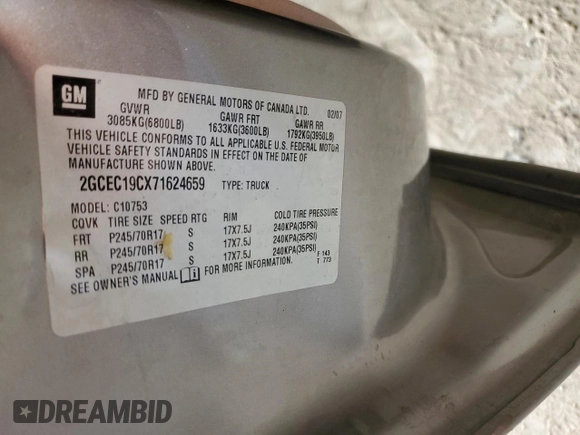 GM
MFD BY GENERAL MOTORS OF CANADA LTD.
02/07
GVWR GAWR FRT GAWR RR
3085KG(6800LB) 1633KG(3600LB) 1792KG(3950LB)
THIS VEHICLE CONFORMS TO ALL APPLICABLE U.S. FEDERAL MOTOR
VEHICLE SAFETY STANDARDS IN EFFECT ON THE DATE OF
MANUFACTURE SHOWN ABOVE.
2GCEC19CX71624659 TYPE: TRUCK
MODEL: C10753
CQVK TIRE SIZE SPEED RTG RIM COLD TIRE PRESSURE
FRT P245/70R17 S 17X7.5J 240KPA(35PSI)
RR P245/70R17 S 17X7.5J 240KPA(35PSI)
SPA P245/70R17 S 17X7.5J 240KPA(35PSI)
SEE OWNER'S MANUAL FOR MORE INFORMATION.
F 143
T 773
DREAMBID